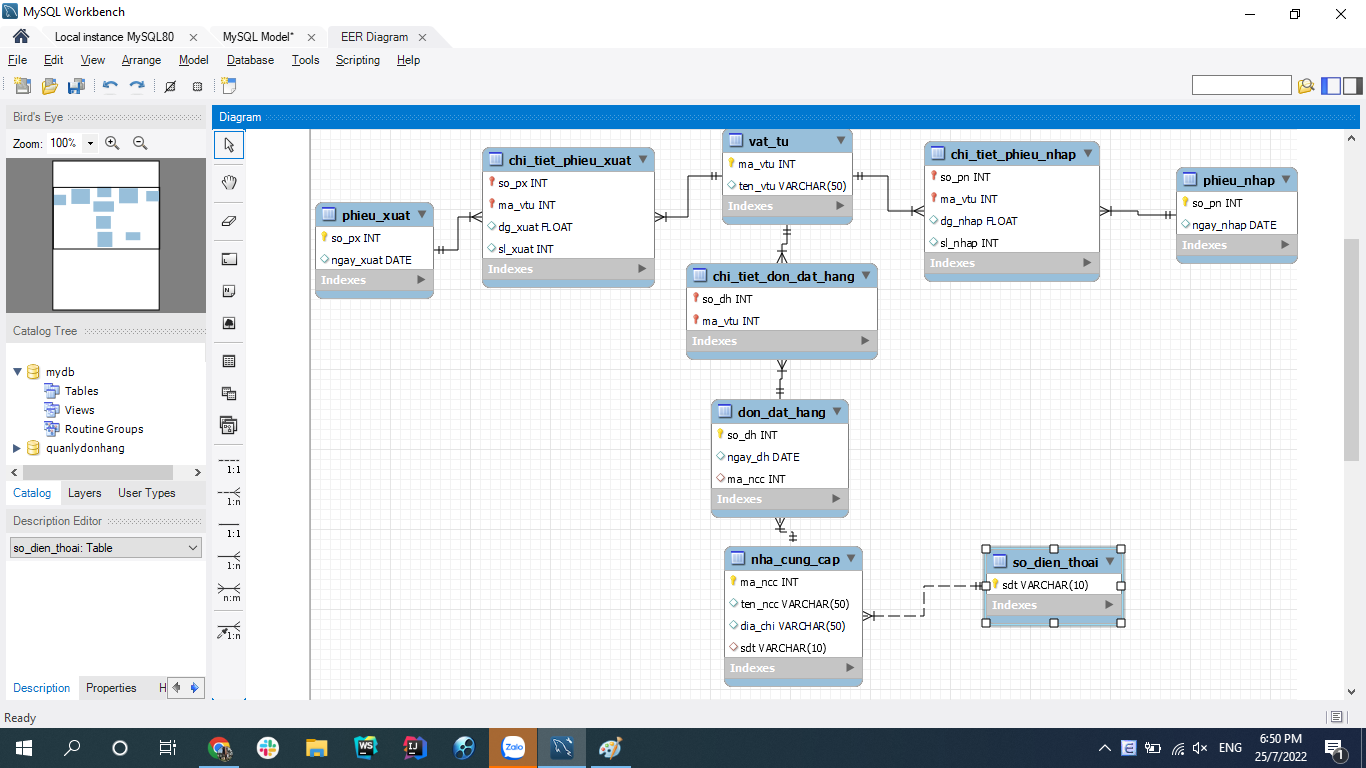 MySQL Workbench
Local instance MySQL80
MySQL Model*
EER Diagram
File Edit View Arrange Model Database Tools Scripting Help
Bird's Eye
Zoom: 100%
Catalog Tree
mydb
Tables
Views
Routine Groups
quanlydonhang
Catalog Layers User Types
Description Editor
so_dien_thoai: Table
Description Properties H
Ready
Diagram
1:1
1:n
1:1
1:n
n:m
1:n
phieu_xuat
so_px INT
ngay_xuat DATE
Indexes
chi_tiet_phieu_xuat
so_px INT
ma_vtu INT
dg_xuat FLOAT
sl_xuat INT
Indexes
vat_tu
ma_vtu INT
ten_vtu VARCHAR(50)
Indexes
chi_tiet_phieu_nhap
so_pn INT
ma_vtu INT
dg_nhap FLOAT
sl_nhap INT
Indexes
phieu_nhap
so_pn INT
ngay_nhap DATE
Indexes
chi_tiet_don_dat_hang
so_dh INT
ma_vtu INT
Indexes
don_dat_hang
so_dh INT
ngay_dh DATE
ma_ncc INT
Indexes
nha_cung_cap
ma_ncc INT
ten_ncc VARCHAR(50)
dia_chi VARCHAR(50)
sdt VARCHAR(10)
Indexes
so_dien_thoai
sdt VARCHAR(10)
Indexes
WS
IJ
Zalo
ENG
6:50 PM
25/7/2022
1